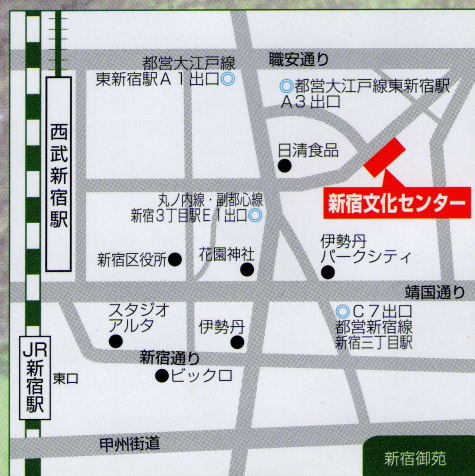 都営大江戸線
東新宿駅A1出口
職安通り
都営大江戸線東新宿駅
A3出口
西武新宿駅
日清食品
新宿文化センター
丸ノ内線・副都心線
新宿3丁目駅E1出口
新宿区役所
花園神社
伊勢丹
パークシティ
靖国通り
スタジオ
アルタ
伊勢丹
C7出口
都営新宿線
新宿三丁目駅
JR新宿駅
東口
新宿通り
ビックロ
甲州街道
新宿御苑